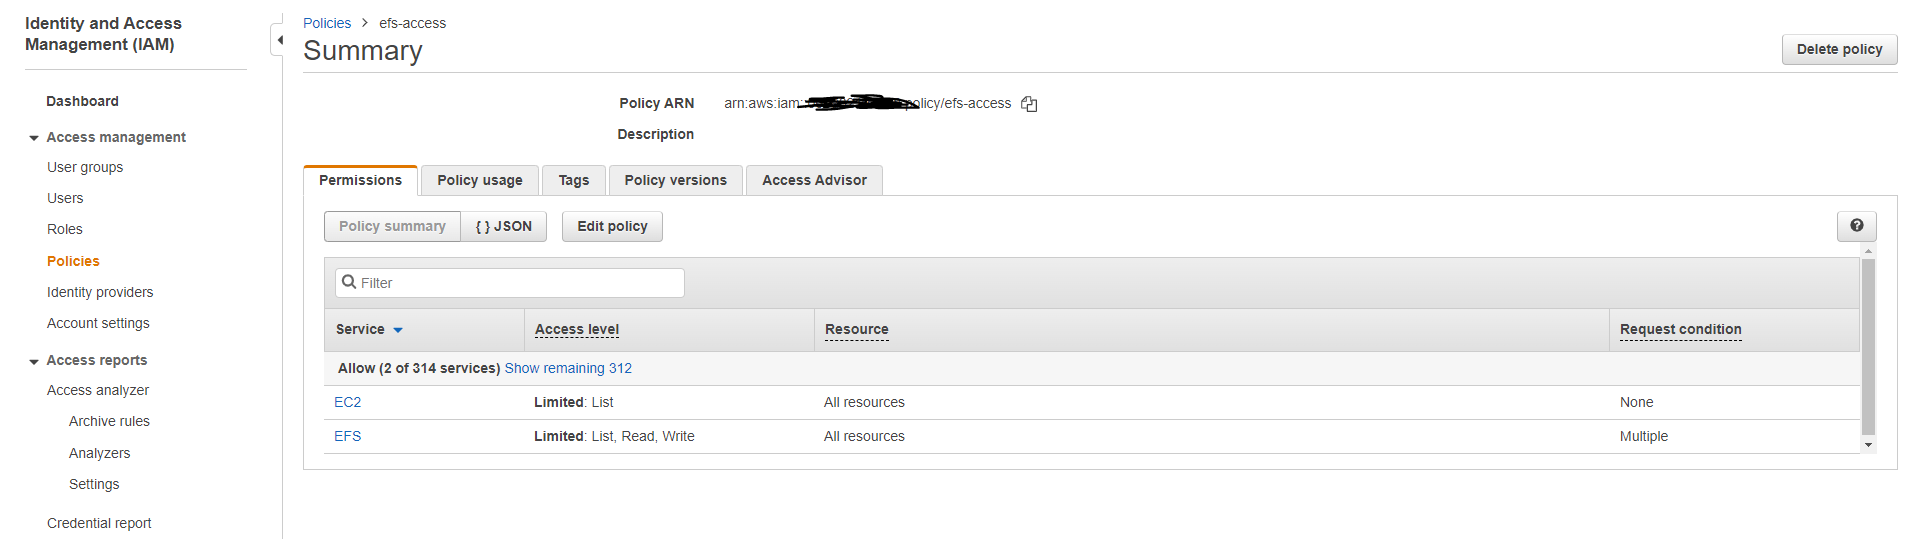 Identity and Access
Management (IAM)
Dashboard
Access management
User groups
Users
Roles
Policies
Identity providers
Account settings
Access reports
Access analyzer
Archive rules
Analyzers
Settings
Credential report
Policies > efs-access
Summary
Delete policy
Policy ARN arn:aws:iam: policy/efs-access
Description
Permissions Policy usage Tags Policy versions Access Advisor
Policy summary { } JSON Edit policy
Filter
Service Access level Resource Request condition
Allow (2 of 314 services) Show remaining 312
EC2 Limited: List All resources None
EFS Limited: List, Read, Write All resources Multiple